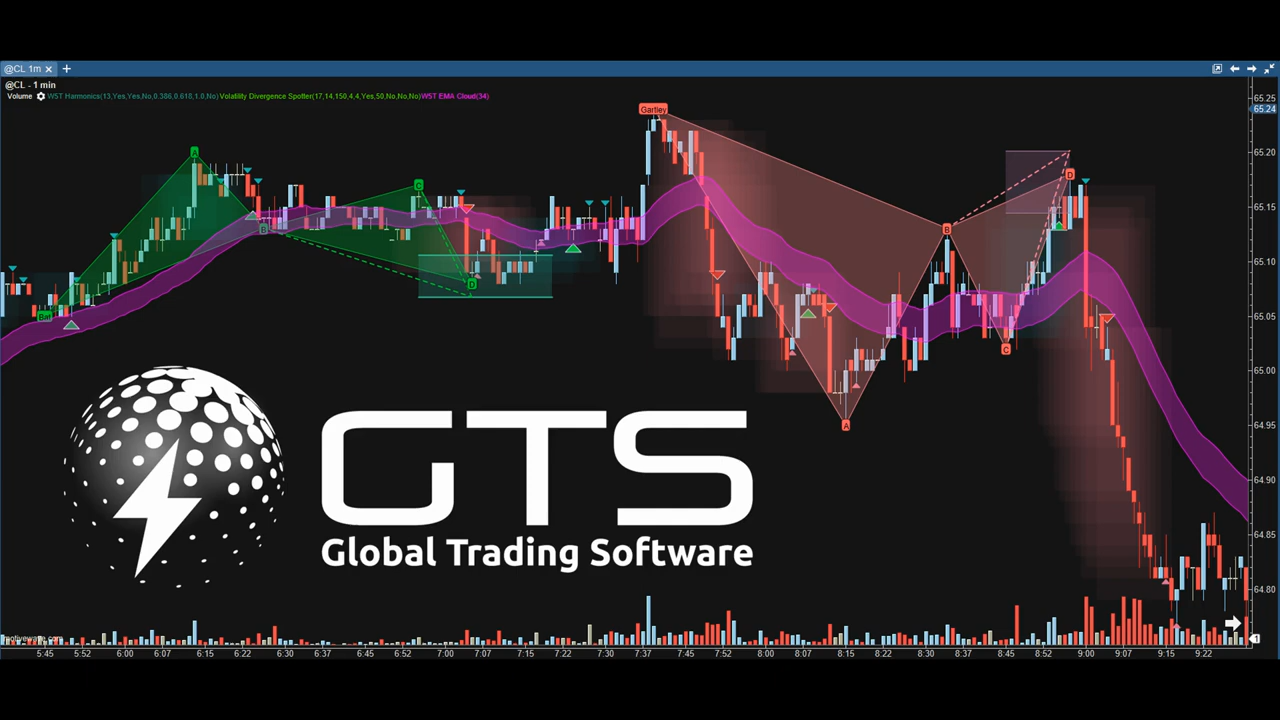 @CL 1m
@CL - 1 min
Volume WST Harmonics(13,Yes,Yes,No,0.386,0.618,1.0,No)Volatility Divergence Spotter(17,14,150,4.4,Yes,50,No,No,No)WST EMA Cloud(34)
65.25
65.24
Gartley
A
65.20
C
D
65.15
B
B
65.10
D
Bat
65.05
C
65.00
A
64.95
GTS
Global Trading Software
64.90
64.85
64.80
motivewave.com
1
5:45 5:52 6:00 6:07 6:15 6:22 6:30 6:37 6:45 6:52 7:00 7:07 7:15 7:22 7:30 7:37 7:45 7:52 8:00 8:07 8:15 8:22 8:30 8:37 8:45 8:52 9:00 9:07 9:15 9:22